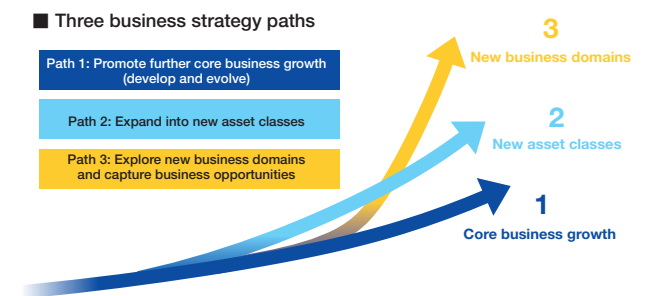 ■ Three business strategy paths
Path 1: Promote further core business growth
(develop and evolve)
Path 2: Expand into new asset classes
Path 3: Explore new business domains
and capture business opportunities
3
New business domains
2
New asset classes
1
Core business growth